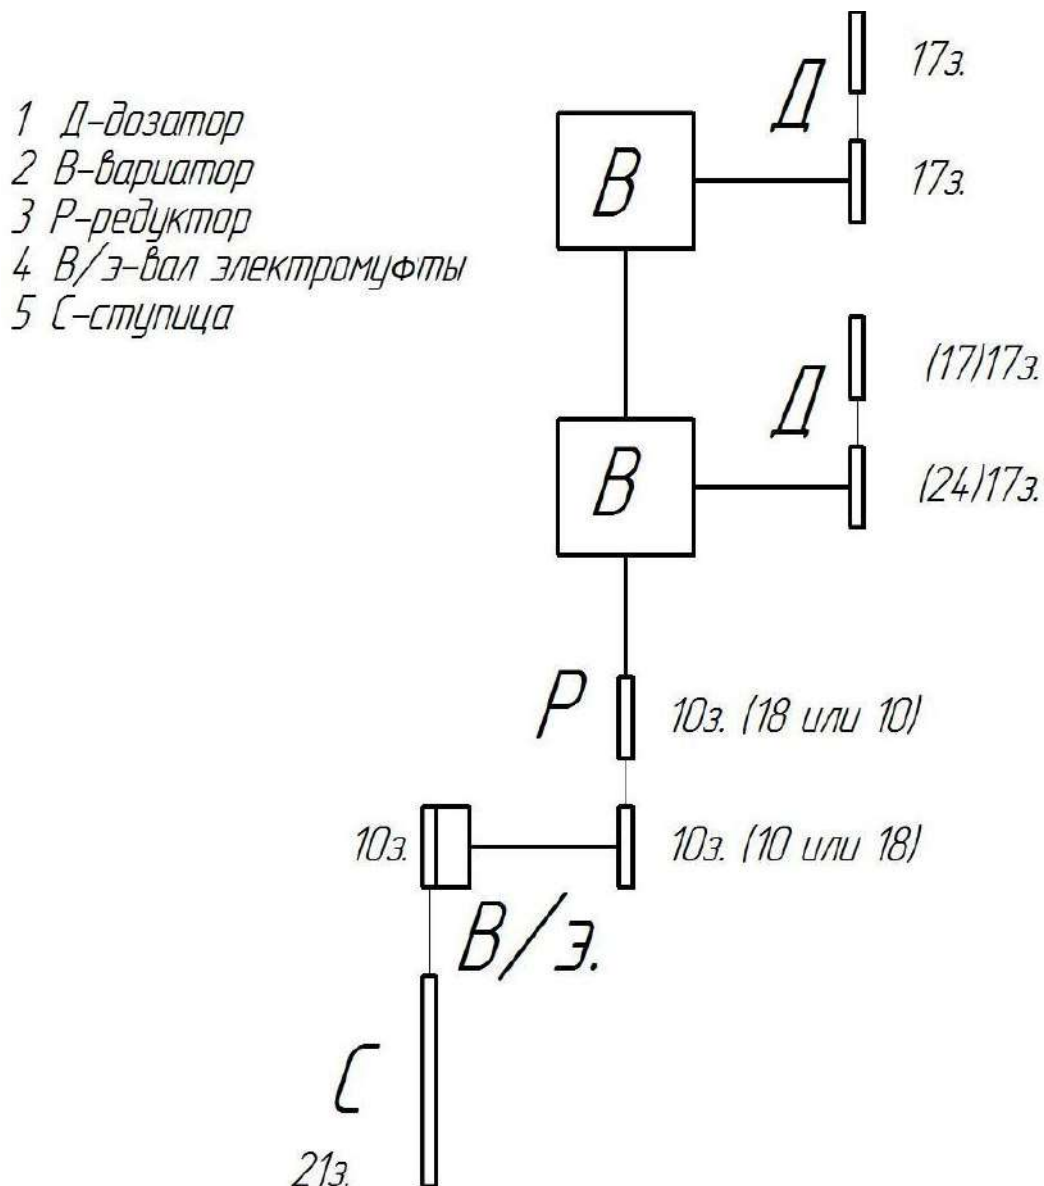 1 Д-дозатор
2 В-вариатор
3 Р-редуктор
4 В/э-вал электромуфты
5 С-ступица
17з.
Д
В
17з.
(17)17з.
Д
В
(24)17з.
Р
10з. (18 или 10)
10з.
10з. (10 или 18)
В/э.
С
21з.